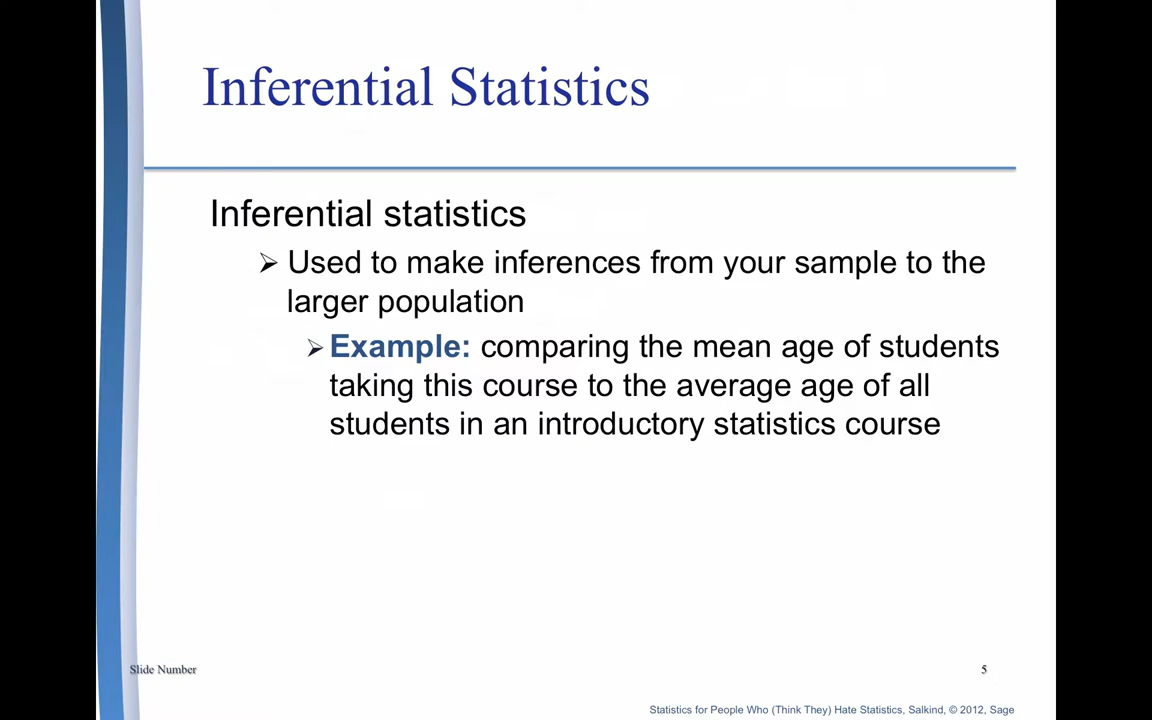 Inferential Statistics
Inferential statistics
Used to make inferences from your sample to the
larger population
Example: comparing the mean age of students
taking this course to the average age of all
students in an introductory statistics course
Slide Number
5
Statistics for People Who (Think They) Hate Statistics, Salkind, © 2012, Sage